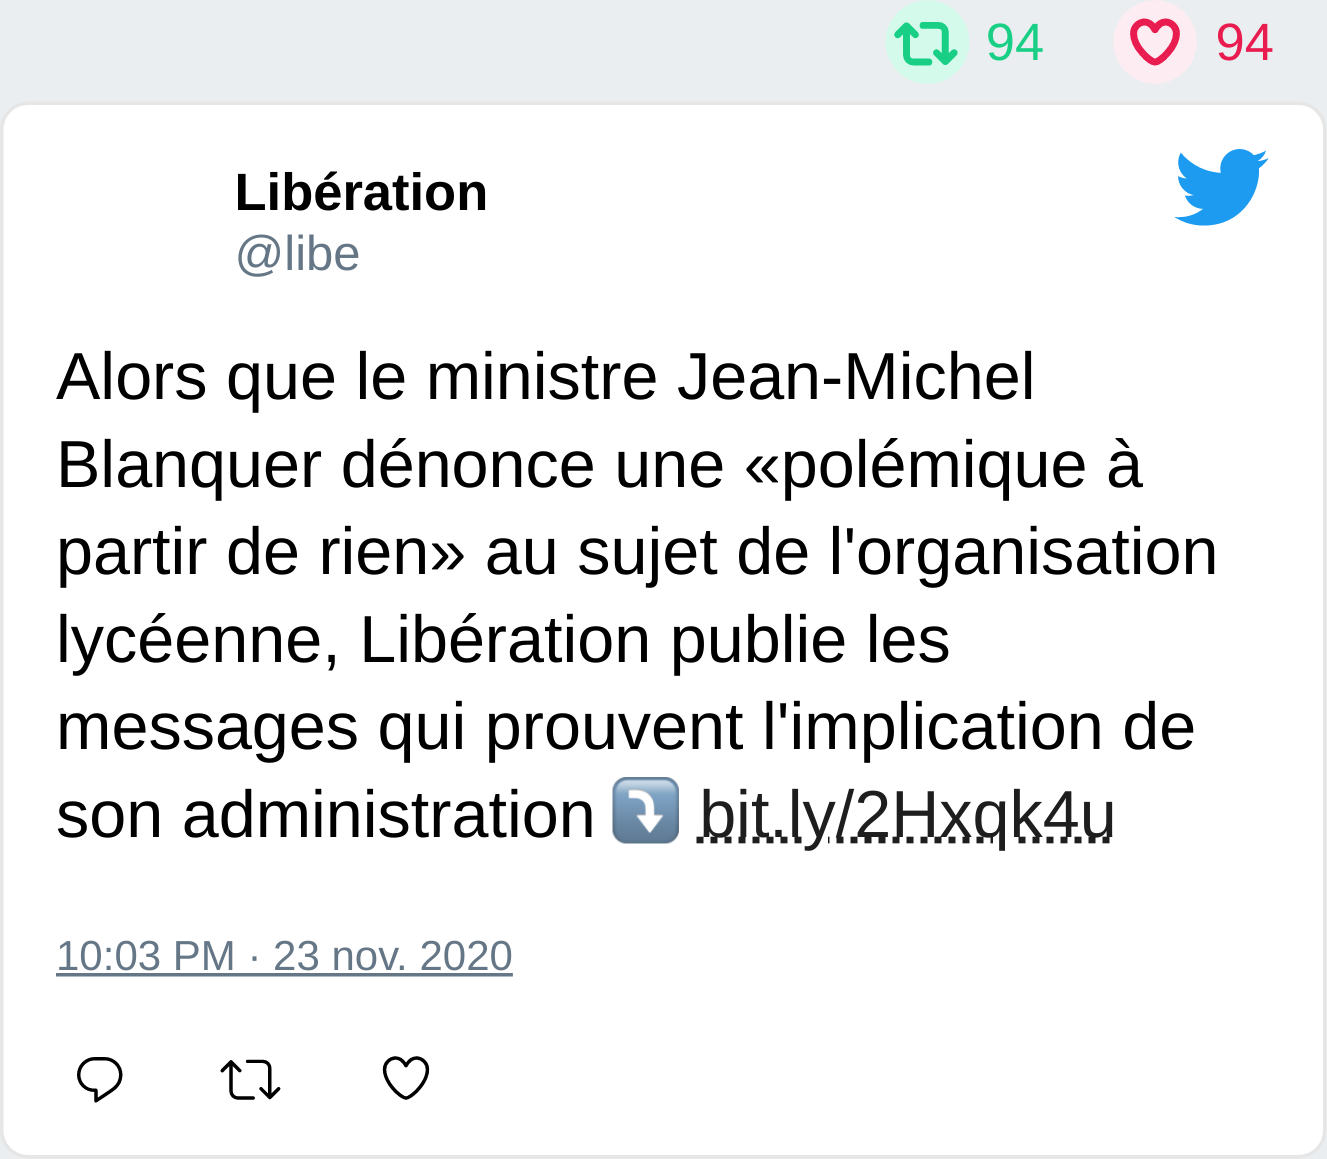 94 94
Libération
@libe
Alors que le ministre Jean-Michel
Blanquer dénonce une «polémique à
partir de rien» au sujet de l'organisation
lycéenne, Libération publie les
messages qui prouvent l'implication de
son administration ⤵️ bit.ly/2Hxqk4u
10:03 PM · 23 nov. 2020